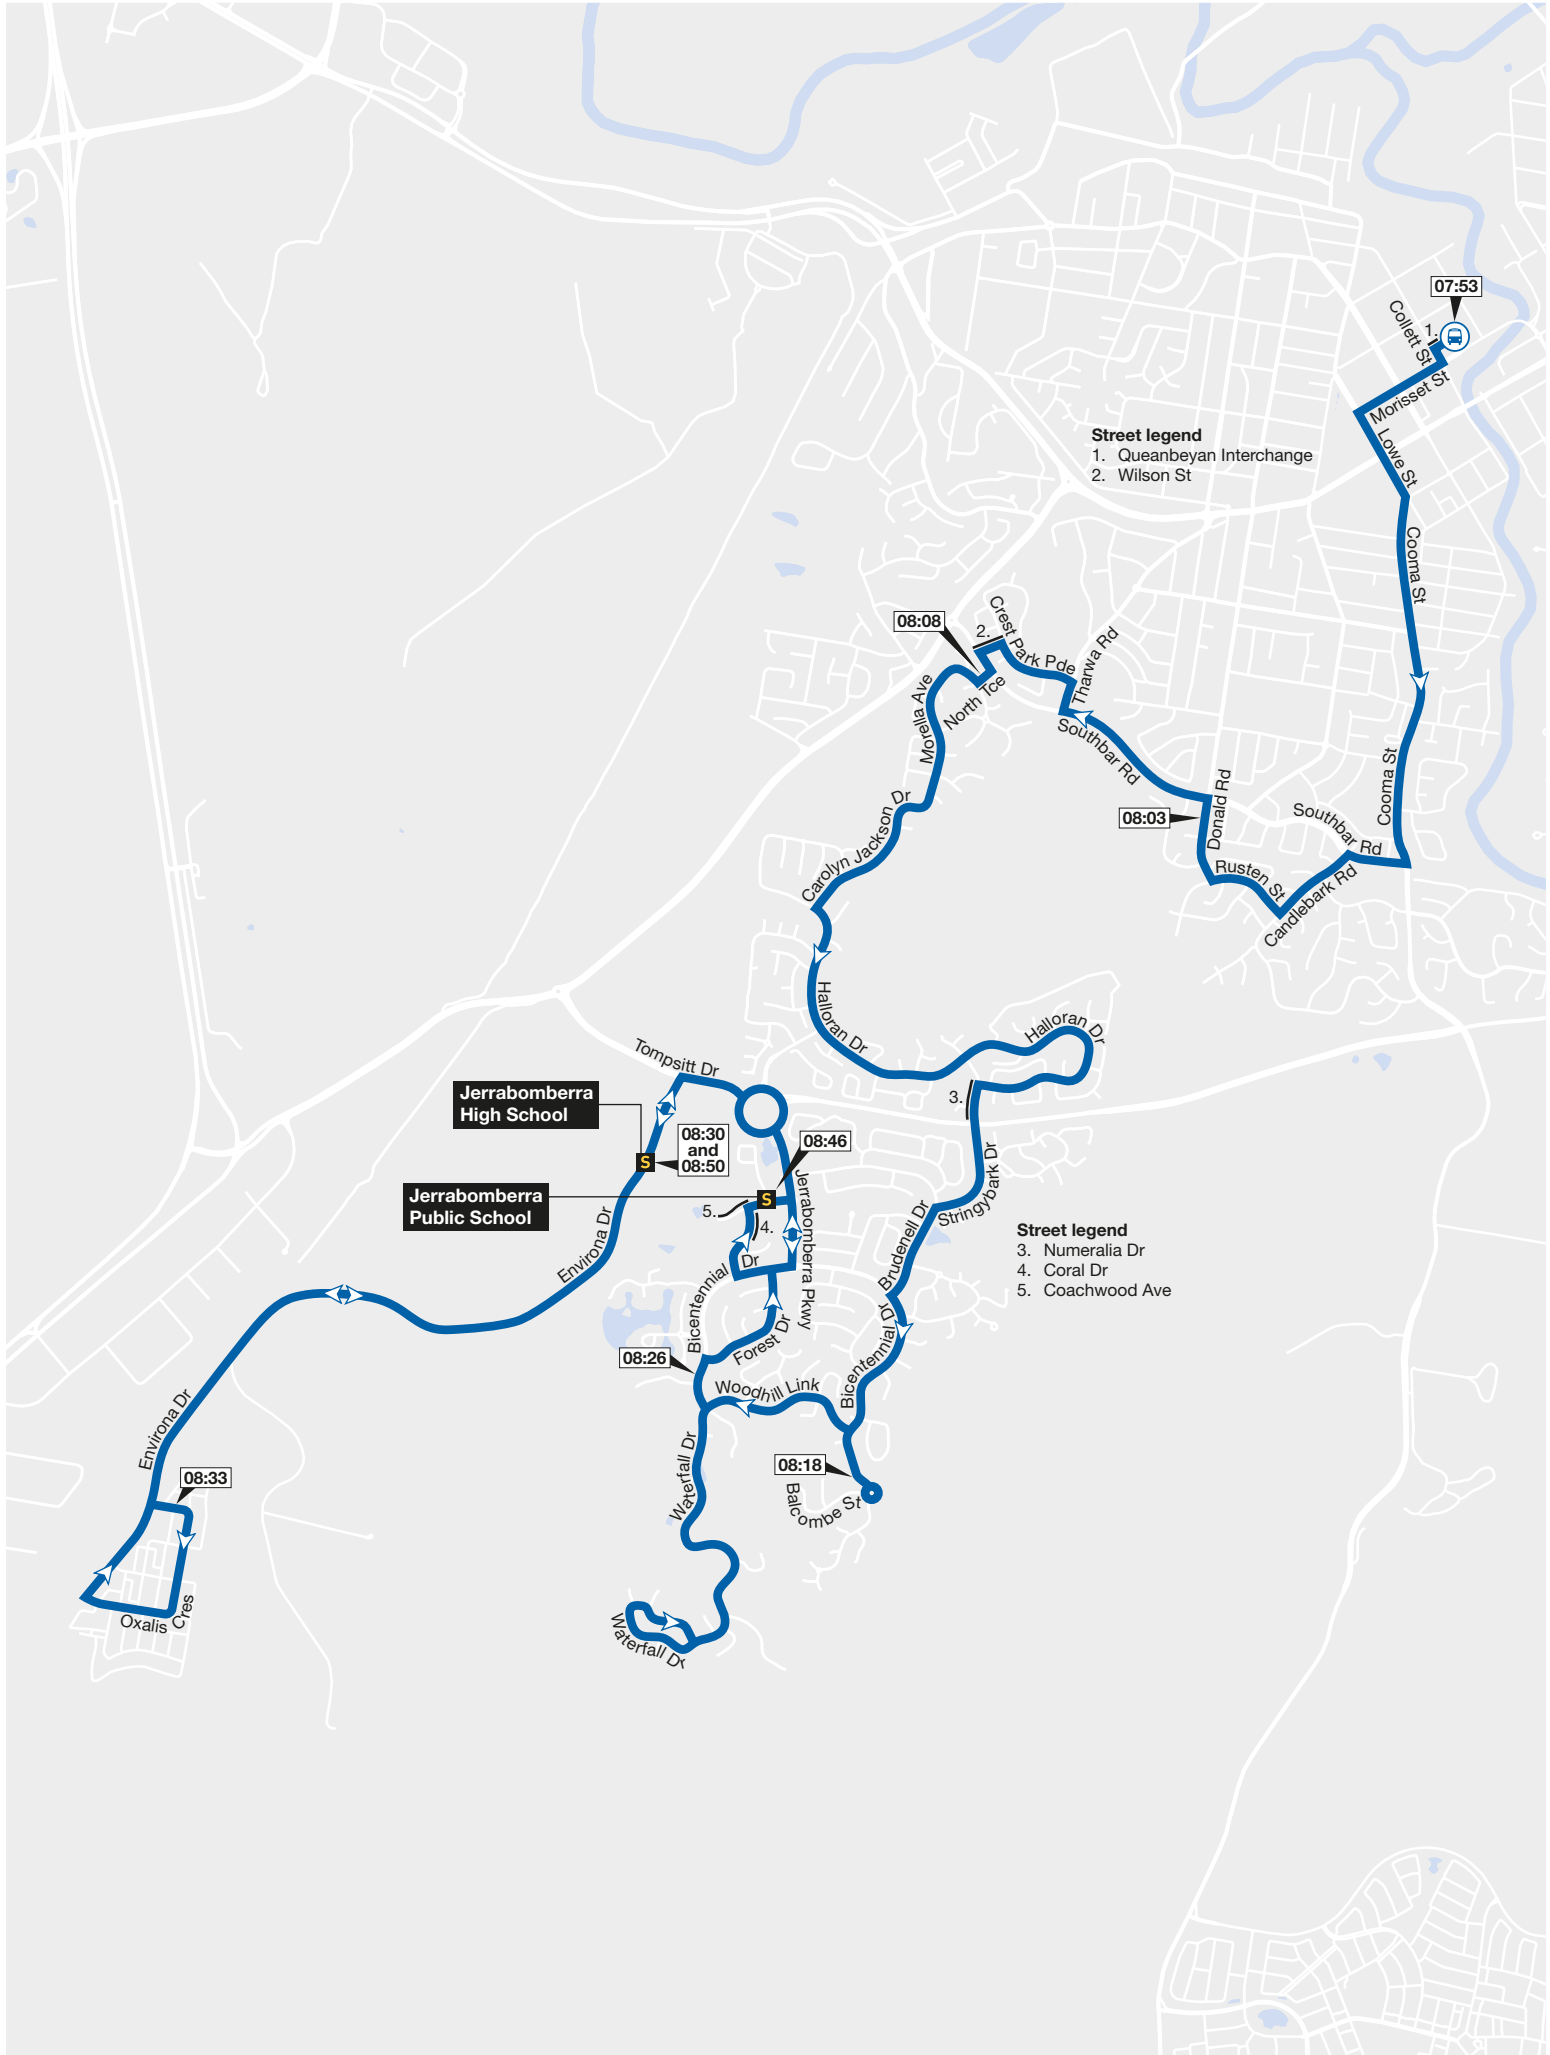 07:53
Collett St
1.
Morisset St
Lowe St
Street legend
1. Queanbeyan Interchange
2. Wilson St
Cooma St
Crest Park Pde
08:08
2.
Tharwa Rd
Morella Ave
North Tce
Southbar Rd
Cooma St
Donald Rd
08:03
Southbar Rd
Rusten St
Candlebark Rd
Carolyn Jackson Dr
Halloran Dr
Halloran Dr
Tompsitt Dr
Jerrabomberra
High School
3.
08:30
and
08:50
S
08:46
Jerrabomberra
Public School
S
5.
4.
Jerrabomberra Pkwy
Stringybark Dr
Brudenell Dr
Street legend
3. Numeralia Dr
4. Coral Dr
5. Coachwood Ave
Environa Dr
Bicentennial Dr
Forest Dr
Bicentennial Dr
08:26
Woodhill Link
Environa Dr
Waterfall Dr
08:18
Balcombe St
08:33
Oxalis Cres
Waterfall Dr